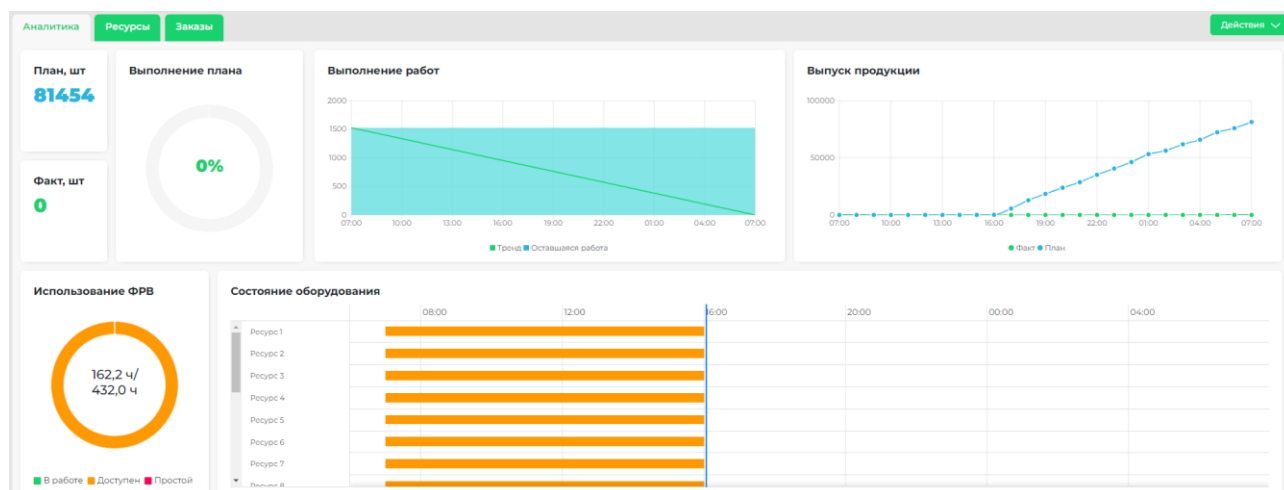 Аналитика
Ресурсы
Заказы
Действия
План, шт
81454
Факт, шт
0
Выполнение плана
0%
Выполнение работ
2000
1500
1000
500
0
07:00 10:00 13:00 16:00 19:00 22:00 01:00 04:00 07:00
Тренд Оставшаяся работа
Выпуск продукции
100000
50000
0
07:00 10:00 13:00 16:00 19:00 22:00 01:00 04:00 07:00
Факт План
Использование ФРВ
162,2 ч/
432,0 ч
В работе Доступен Простой
Состояние оборудования
08:00 12:00 16:00 20:00 00:00 04:00
Ресурс 1
Ресурс 2
Ресурс 3
Ресурс 4
Ресурс 5
Ресурс 6
Ресурс 7
Ресурс 8